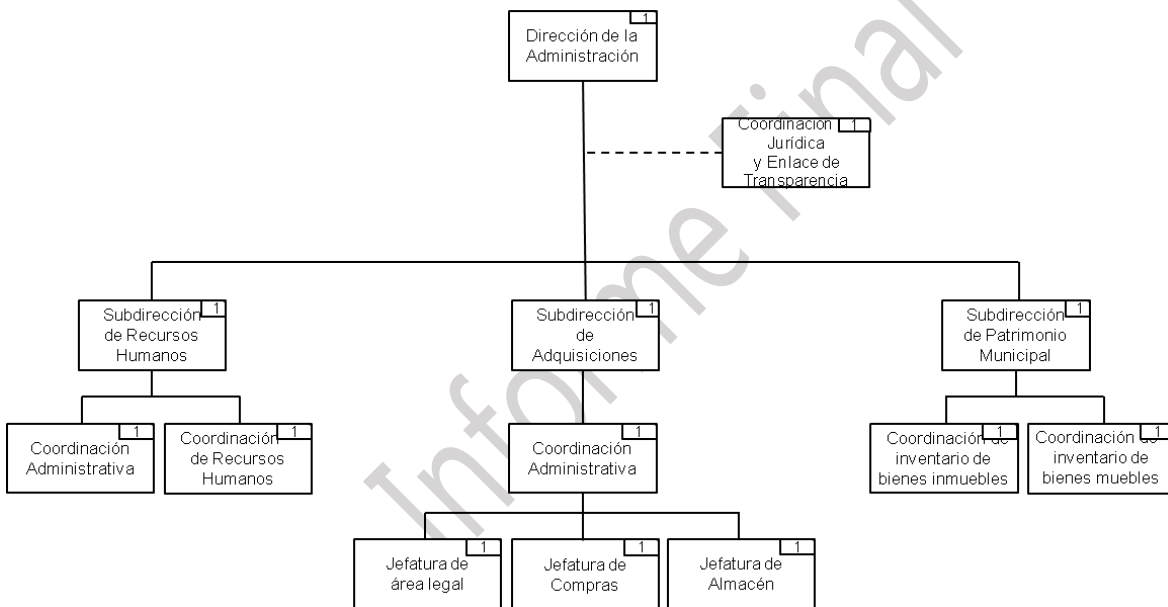 1
Dirección de la
Administración
1
Coordinación
Jurídica
y Enlace de
Transparencia
1
Subdirección
de Recursos
Humanos
1
Subdirección
de
Adquisiciones
1
Subdirección
de Patrimonio
Municipal
1
Coordinación
Administrativa
1
Coordinación
de Recursos
Humanos
1
Coordinación
Administrativa
1
Coordinación de
inventario de
bienes inmuebles
1
Coordinación de
inventario de
bienes muebles
1
Jefatura de
área legal
1
Jefatura de
Compras
1
Jefatura de
Almacén
Informe Final